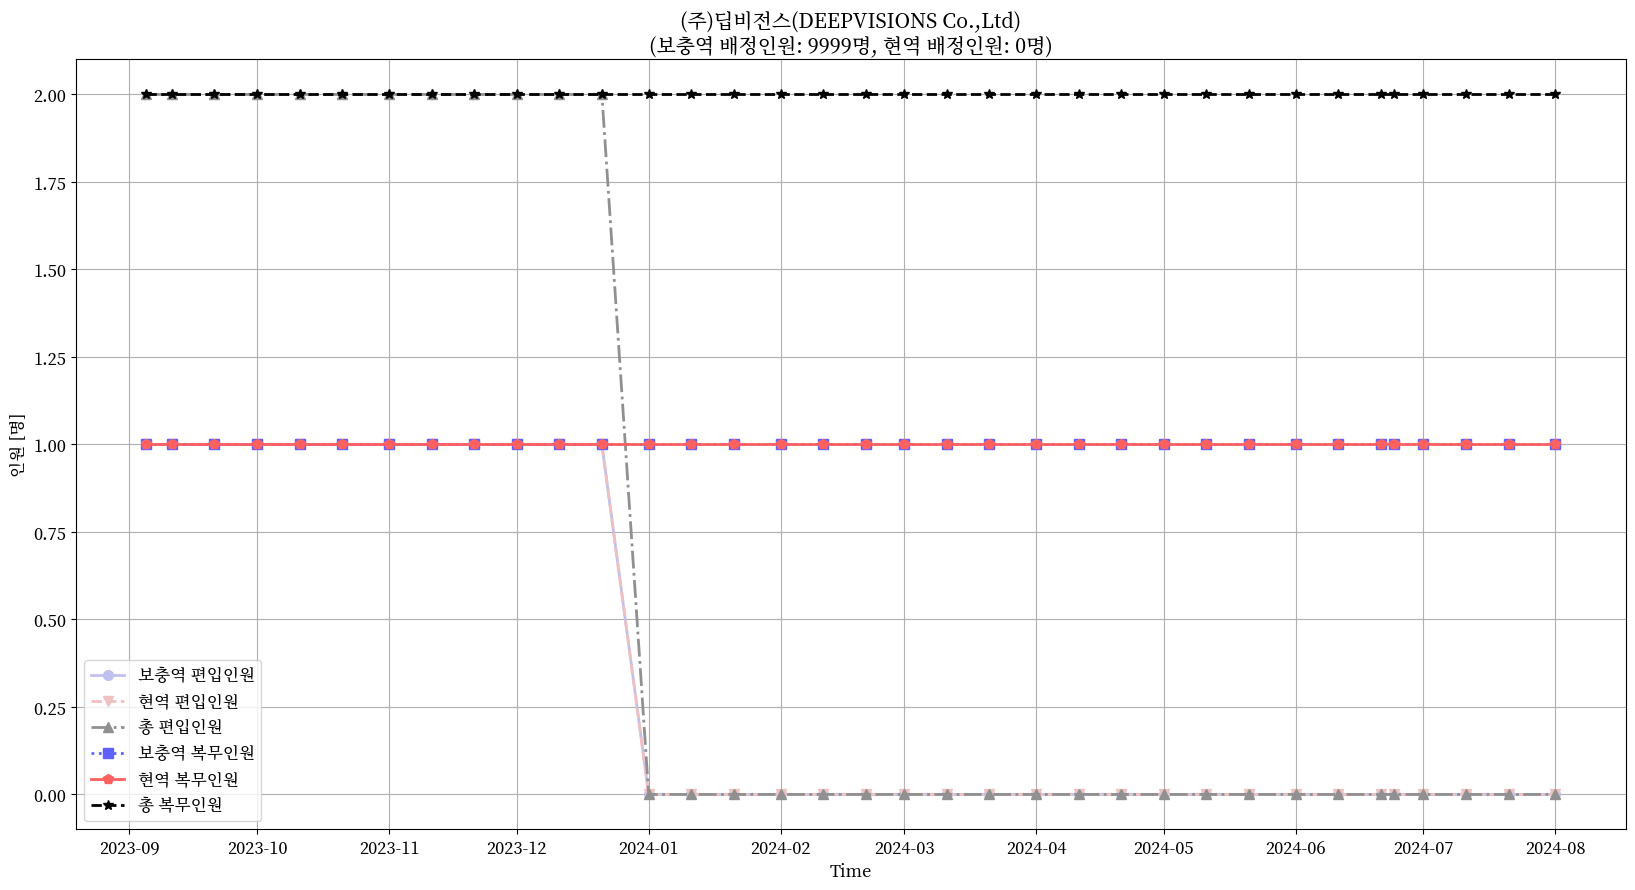 (주)딥비전스(DEEPVISIONS Co.,Ltd)
(보충역 배정인원: 9999명, 현역 배정인원: 0명)
인원 [명]
2.00
1.75
1.50
1.25
1.00
0.75
0.50
0.25
0.00
보충역 편입인원
현역 편입인원
총 편입인원
보충역 복무인원
현역 복무인원
총 복무인원
2023-09 2023-10 2023-11 2023-12 2024-01 2024-02 2024-03 2024-04 2024-05 2024-06 2024-07 2024-08
Time